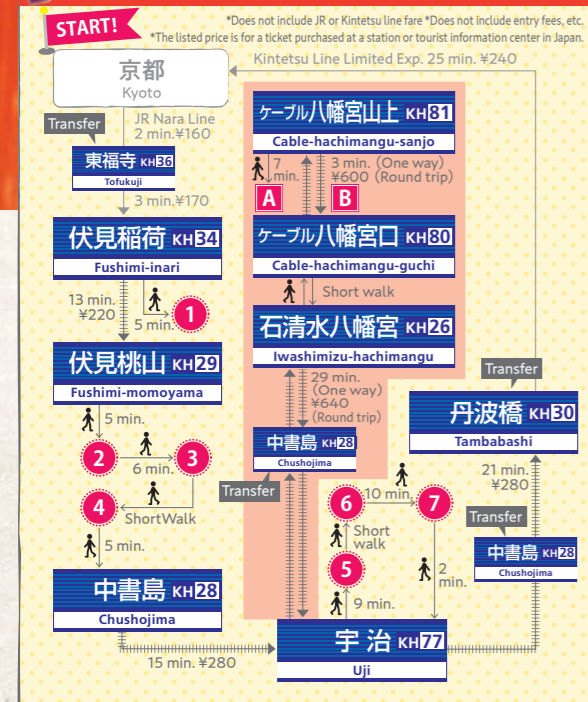 START!
*Does not include JR or Kintetsu line fare *Does not include entry fees, etc.
*The listed price is for a ticket purchased at a station or tourist information center in Japan.
Kintetsu Line Limited Exp. 25 min. ¥240
京都
Kyoto
Transfer
JR Nara Line
2 min.¥160
東福寺 KH36
Tofukuji
3 min.¥170
伏見稲荷 KH34
Fushimi-inari
13 min.
¥220
5 min.
1
伏見桃山 KH29
Fushimi-momoyama
5 min.
2
6 min.
3
4
ShortWalk
5 min.
中書島 KH28
Chushojima
15 min. ¥280
ケーブル八幡宮山上 KH81
Cable-hachimangu-sanjo
7
min.
3 min. (One way)
¥600 (Round trip)
A
B
ケーブル八幡宮口 KH80
Cable-hachimangu-guchi
Short walk
石清水八幡宮 KH26
Iwashimizu-hachimangu
29 min.
(One way)
¥640
(Round trip)
中書島 KH28
Chushojima
Transfer
6
10 min.
7
Short
walk
5
9 min.
2
min.
宇治 KH77
Uji
Transfer
丹波橋 KH30
Tambabashi
21 min.
¥280
Transfer
中書島 KH28
Chushojima